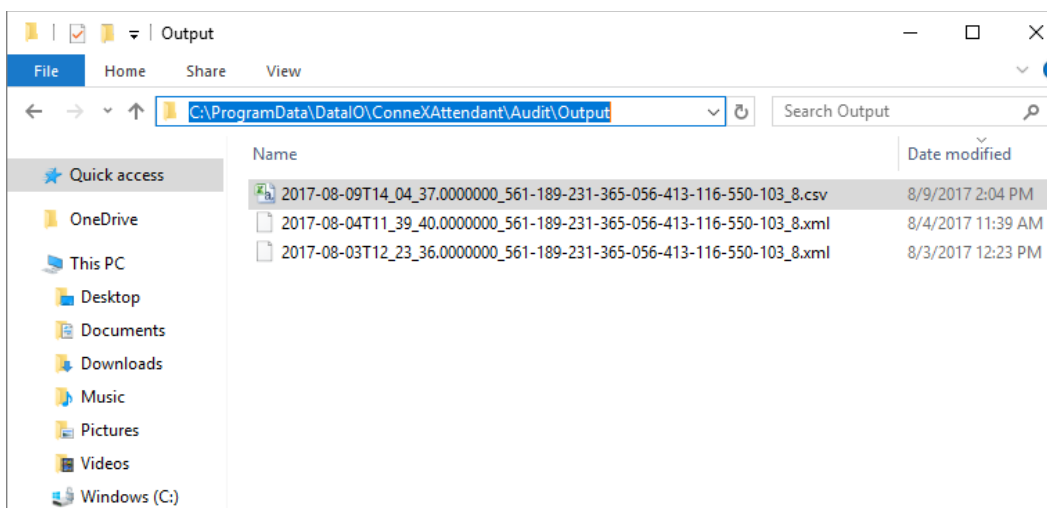 Output
File Home Share View
C:\ProgramData\DataIO\ConneXAttendant\Audit\Output Search Output
Name Date modified
Quick access
2017-08-09T14_04_37.0000000_561-189-231-365-056-413-116-550-103_8.csv 8/9/2017 2:04 PM
OneDrive
2017-08-04T11_39_40.0000000_561-189-231-365-056-413-116-550-103_8.xml 8/4/2017 11:39 AM
This PC
2017-08-03T12_23_36.0000000_561-189-231-365-056-413-116-550-103_8.xml 8/3/2017 12:23 PM
Desktop
Documents
Downloads
Music
Pictures
Videos
Windows (C:)